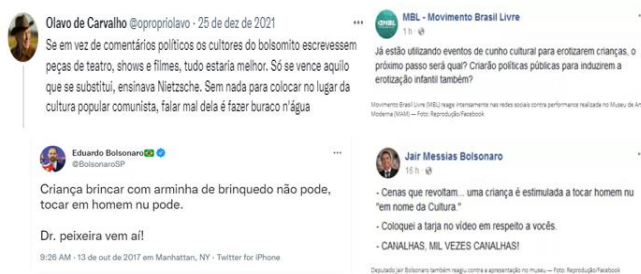 Olavo de Carvalho @opropriolavo · 25 de dez de 2021
Se em vez de comentários políticos os cultores do bolsomito escrevessem
peças de teatro, shows e filmes, tudo estaria melhor. Só se vence aquilo
que se substitui, ensinava Nietzsche. Sem nada para colocar no lugar da
cultura popular comunista, falar mal dela é fazer buraco n'água
MBL - Movimento Brasil Livre
1 h ·
Já estão utilizando eventos de cunho cultural para erotizarem crianças, o
próximo passo será qual? Criarão políticas públicas para induzirem a
erotização infantil também?
Movimento Brasil Livre (MBL) reage intensamente nas redes sociais contra performance realizada no Museu de Art
Moderna (MAM) — Foto: Reprodução/Facebook
Eduardo Bolsonaro
@BolsonaroSP
Criança brincar com arminha de brinquedo não pode,
tocar em homem nu pode.
Dr. peixeira vem aí!
9:26 AM · 13 de out de 2017 em Manhattan, NY · Twitter for iPhone
Jair Messias Bolsonaro
16 h ·
- Cenas que revoltam... uma criança é estimulada a tocar homem nu
"em nome da Cultura."
- Coloquei a tarja no vídeo em respeito a vocês.
- CANALHAS, MIL VEZES CANALHAS!
Deputado Jair Bolsonaro também reagiu contra a apresentação no museu — Foto: Reprodução/Facebook